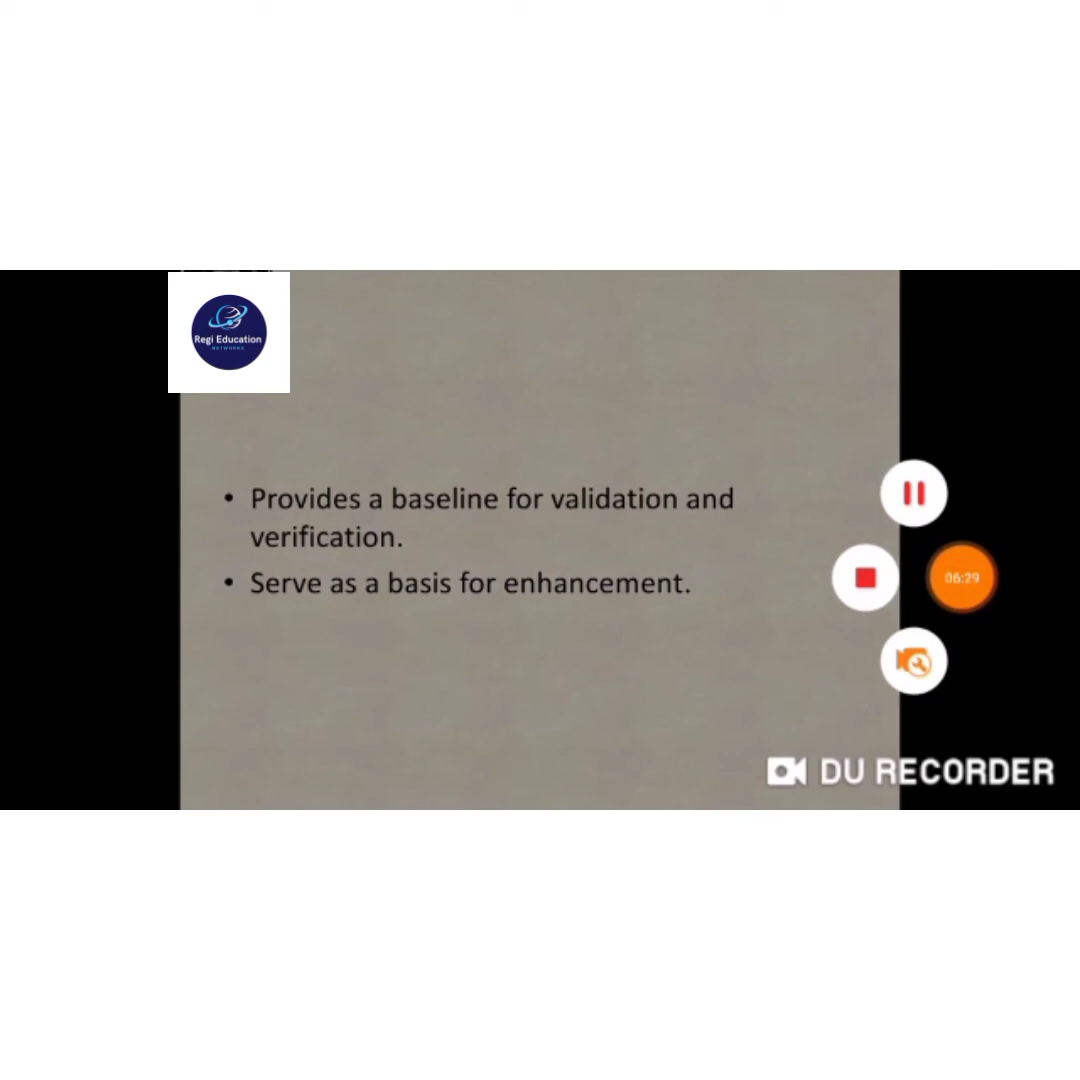 Regi Education
NETWORKS
• Provides a baseline for validation and
verification.
• Serve as a basis for enhancement.
06:29
DU RECORDER